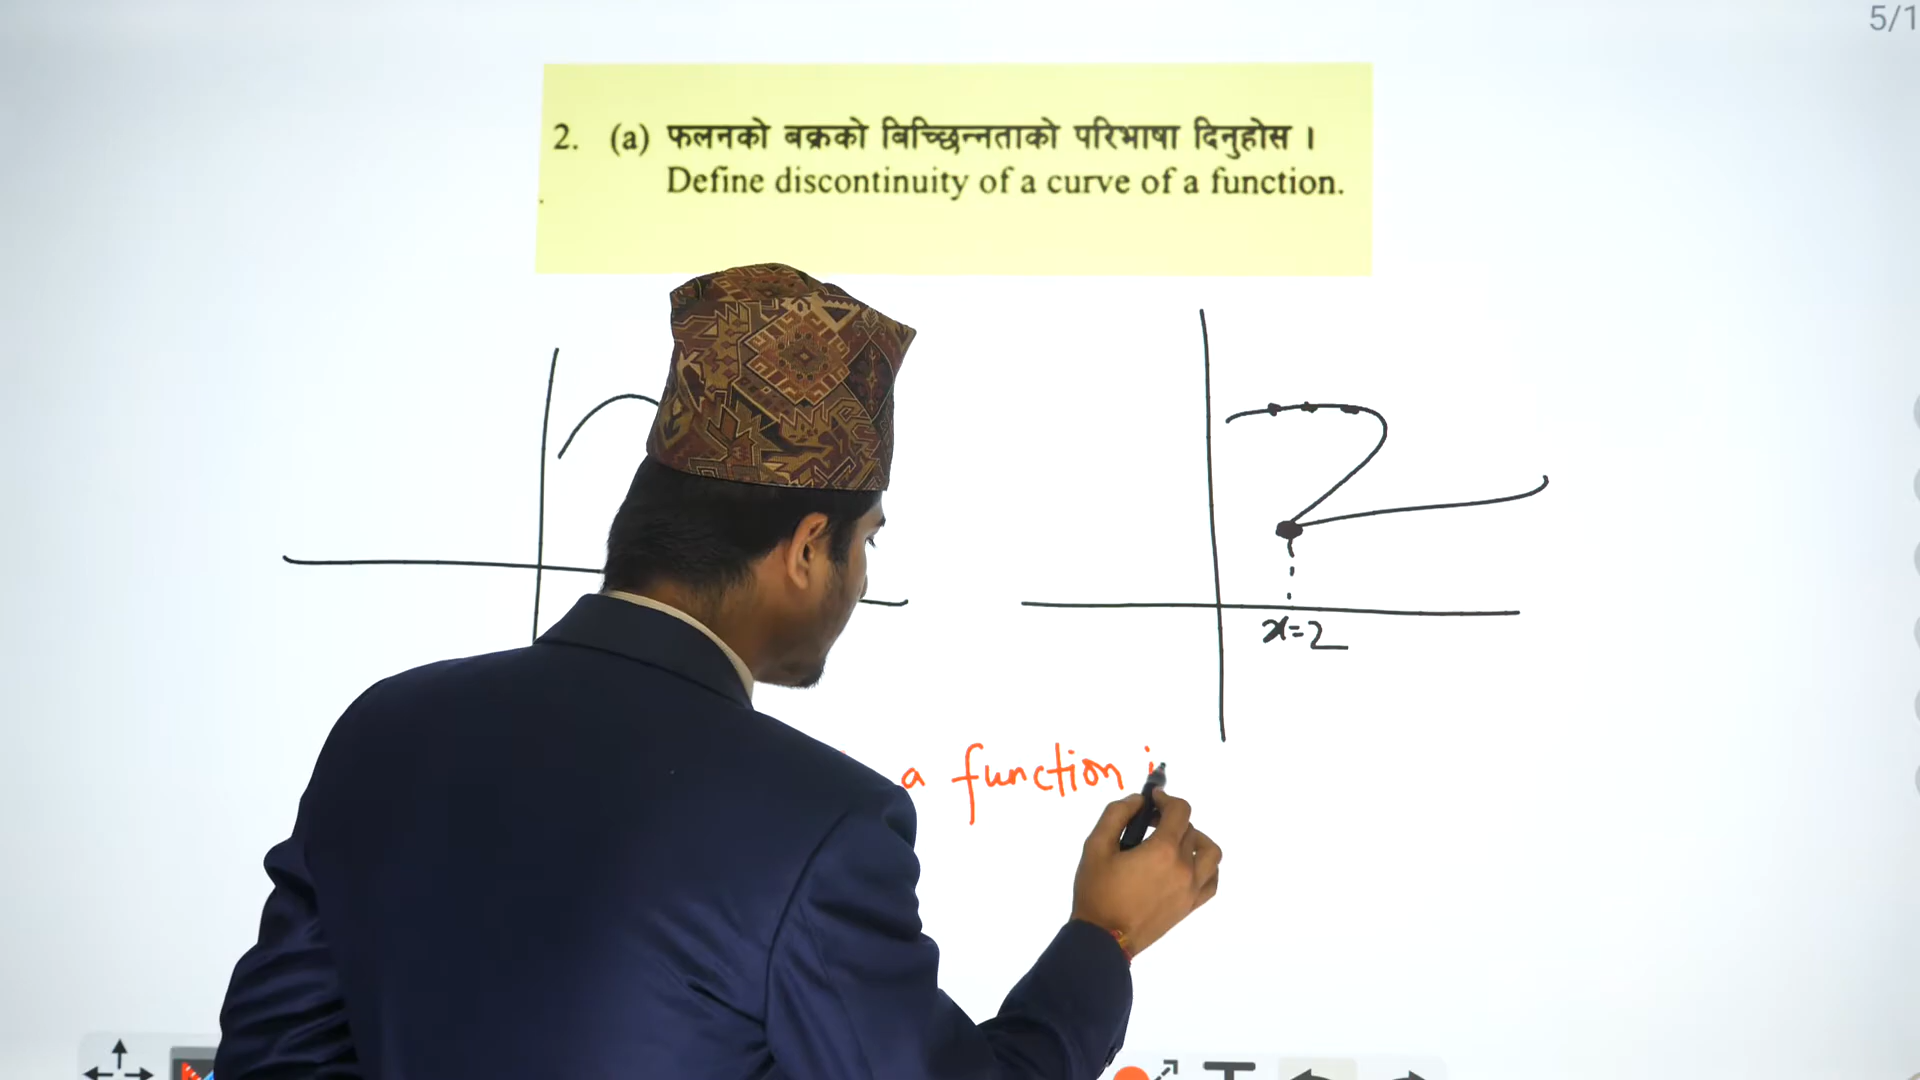 5/1
2. (a) फलनको बक्रको बिच्छिन्नताको परिभाषा दिनुहोस ।
Define discontinuity of a curve of a function.
x=2
a function i